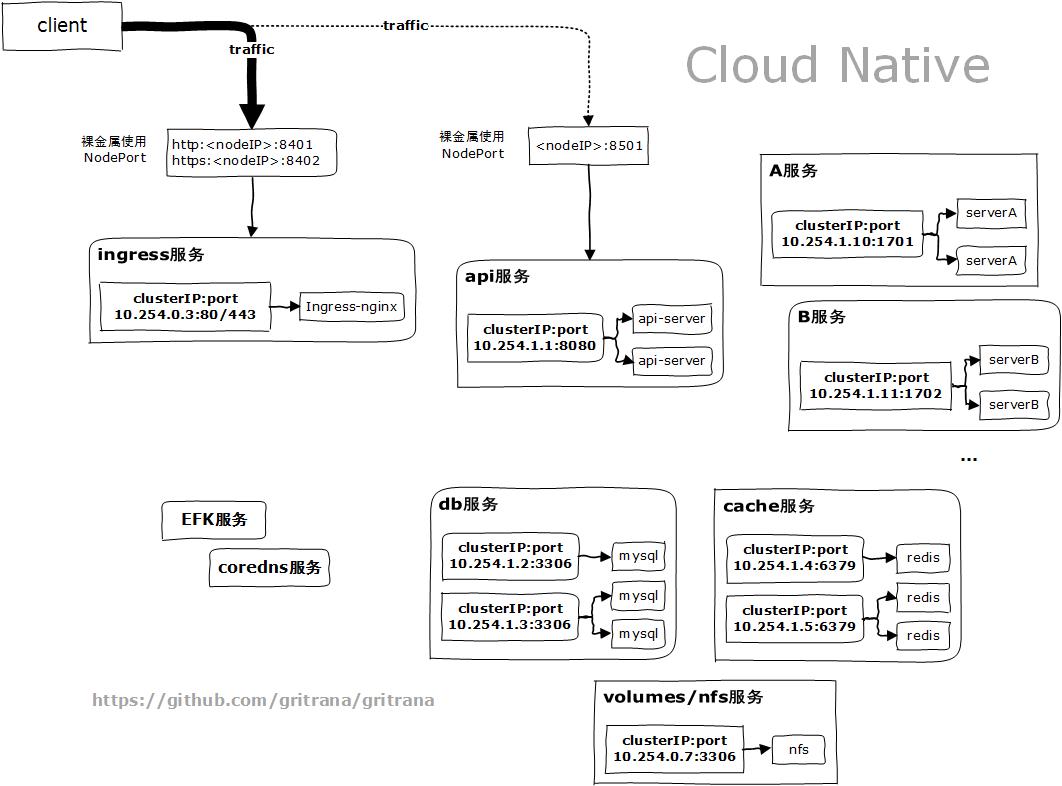 client
traffic
traffic
Cloud Native
裸金属使用
NodePort
http:<nodeIP>:8401
https:<nodeIP>:8402
裸金属使用
NodePort
<nodeIP>:8501
A服务
clusterIP:port
10.254.1.10:1701
serverA
serverA
ingress服务
clusterIP:port
10.254.0.3:80/443
Ingress-nginx
api服务
clusterIP:port
10.254.1.1:8080
api-server
api-server
B服务
clusterIP:port
10.254.1.11:1702
serverB
serverB
...
EFK服务
coredns服务
db服务
clusterIP:port
10.254.1.2:3306
mysql
clusterIP:port
10.254.1.3:3306
mysql
mysql
cache服务
clusterIP:port
10.254.1.4:6379
redis
clusterIP:port
10.254.1.5:6379
redis
redis
https://github.com/gritrana/gritrana
volumes/nfs服务
clusterIP:port
10.254.0.7:3306
nfs